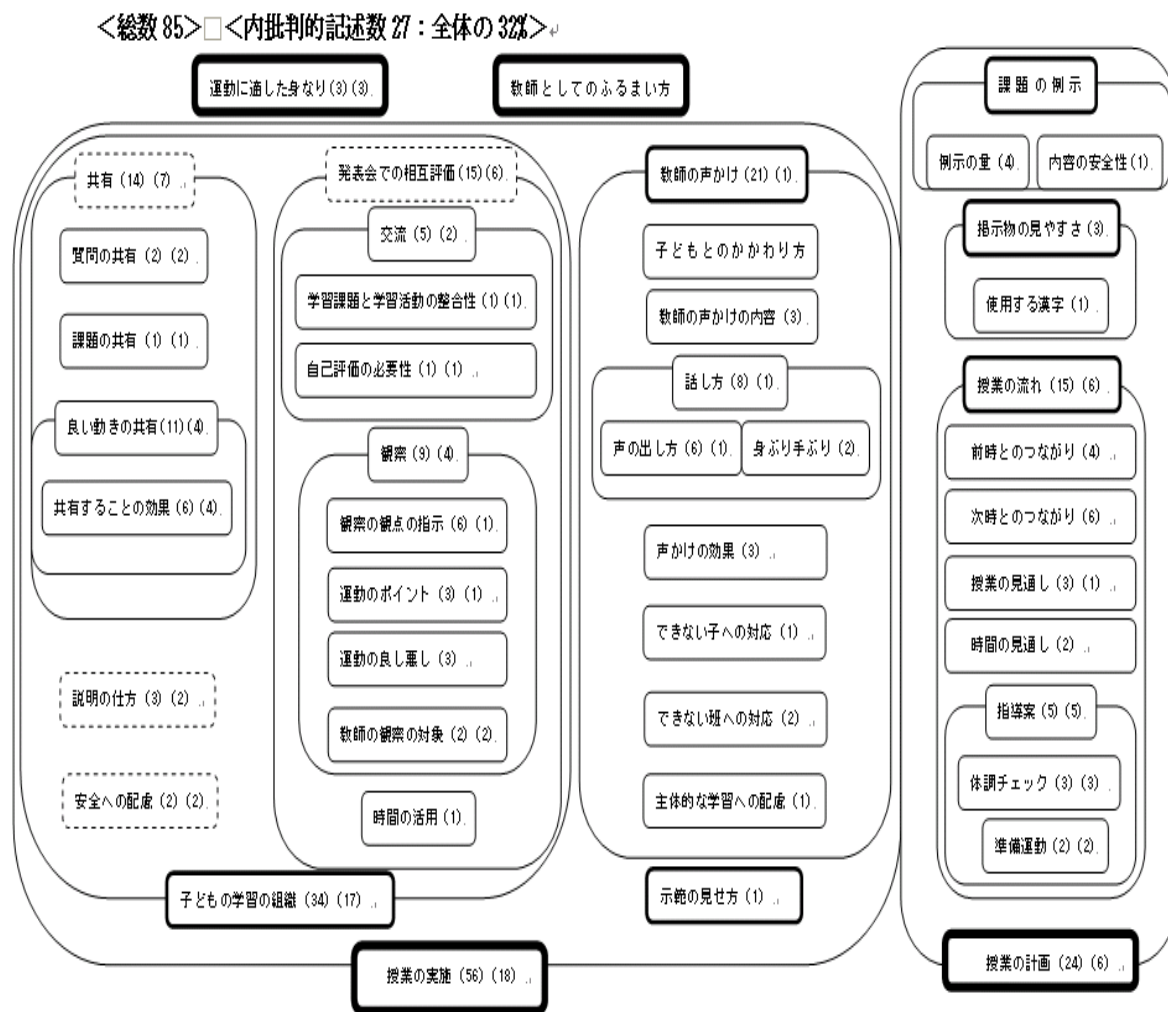 ＜総数 85＞□＜内批判的記述数 27：全体の 32%＞
運動に適した身なり(3)(3)
教師としてのふるまい方
共有 (14) (7)
質問の共有 (2) (2)
課題の共有 (1) (1)
良い動きの共有(11)(4)
共有することの効果 (6) (4)
説明の仕方 (3) (2)
安全への配慮 (2) (2)
発表会での相互評価 (15)(6)
交流 (5) (2)
学習課題と学習活動の整合性 (1) (1)
自己評価の必要性 (1) (1)
観察 (9) (4)
観察の観点の指示 (6) (1)
運動のポイント (3) (1)
運動の良し悪し (3)
教師の観察の対象 (2) (2)
時間の活用 (1)
子どもの学習の組織 (34) (17)
教師の声かけ (21) (1)
子どもとのかかわり方
教師の声かけの内容 (3)
話し方 (8) (1)
声の出し方 (6) (1)
身ぶり手ぶり (2)
声かけの効果 (3)
できない子への対応 (1)
できない班への対応 (2)
主体的な学習への配慮 (1)
示範の見せ方 (1)
授業の実施 (56) (18)
課題の例示
例示の量 (4)
内容の安全性 (1)
掲示物の見やすさ (3)
使用する漢字 (1)
授業の流れ (15) (6)
前時とのつながり (4)
次時とのつながり (6)
授業の見通し (3) (1)
時間の見通し (2)
指導案 (5) (5)
体調チェック (3) (3)
準備運動 (2) (2)
授業の計画 (24) (6)